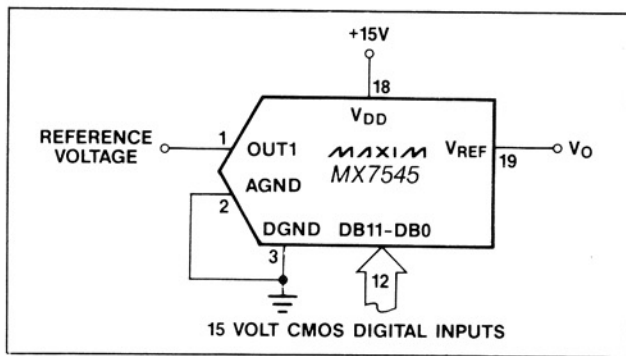 +15V
18
VDD
REFERENCE
VOLTAGE
1
OUT1
MAXIM
MX7545
VREF
19
VO
AGND
2
DGND
DB11-DB0
3
12
15 VOLT CMOS DIGITAL INPUTS